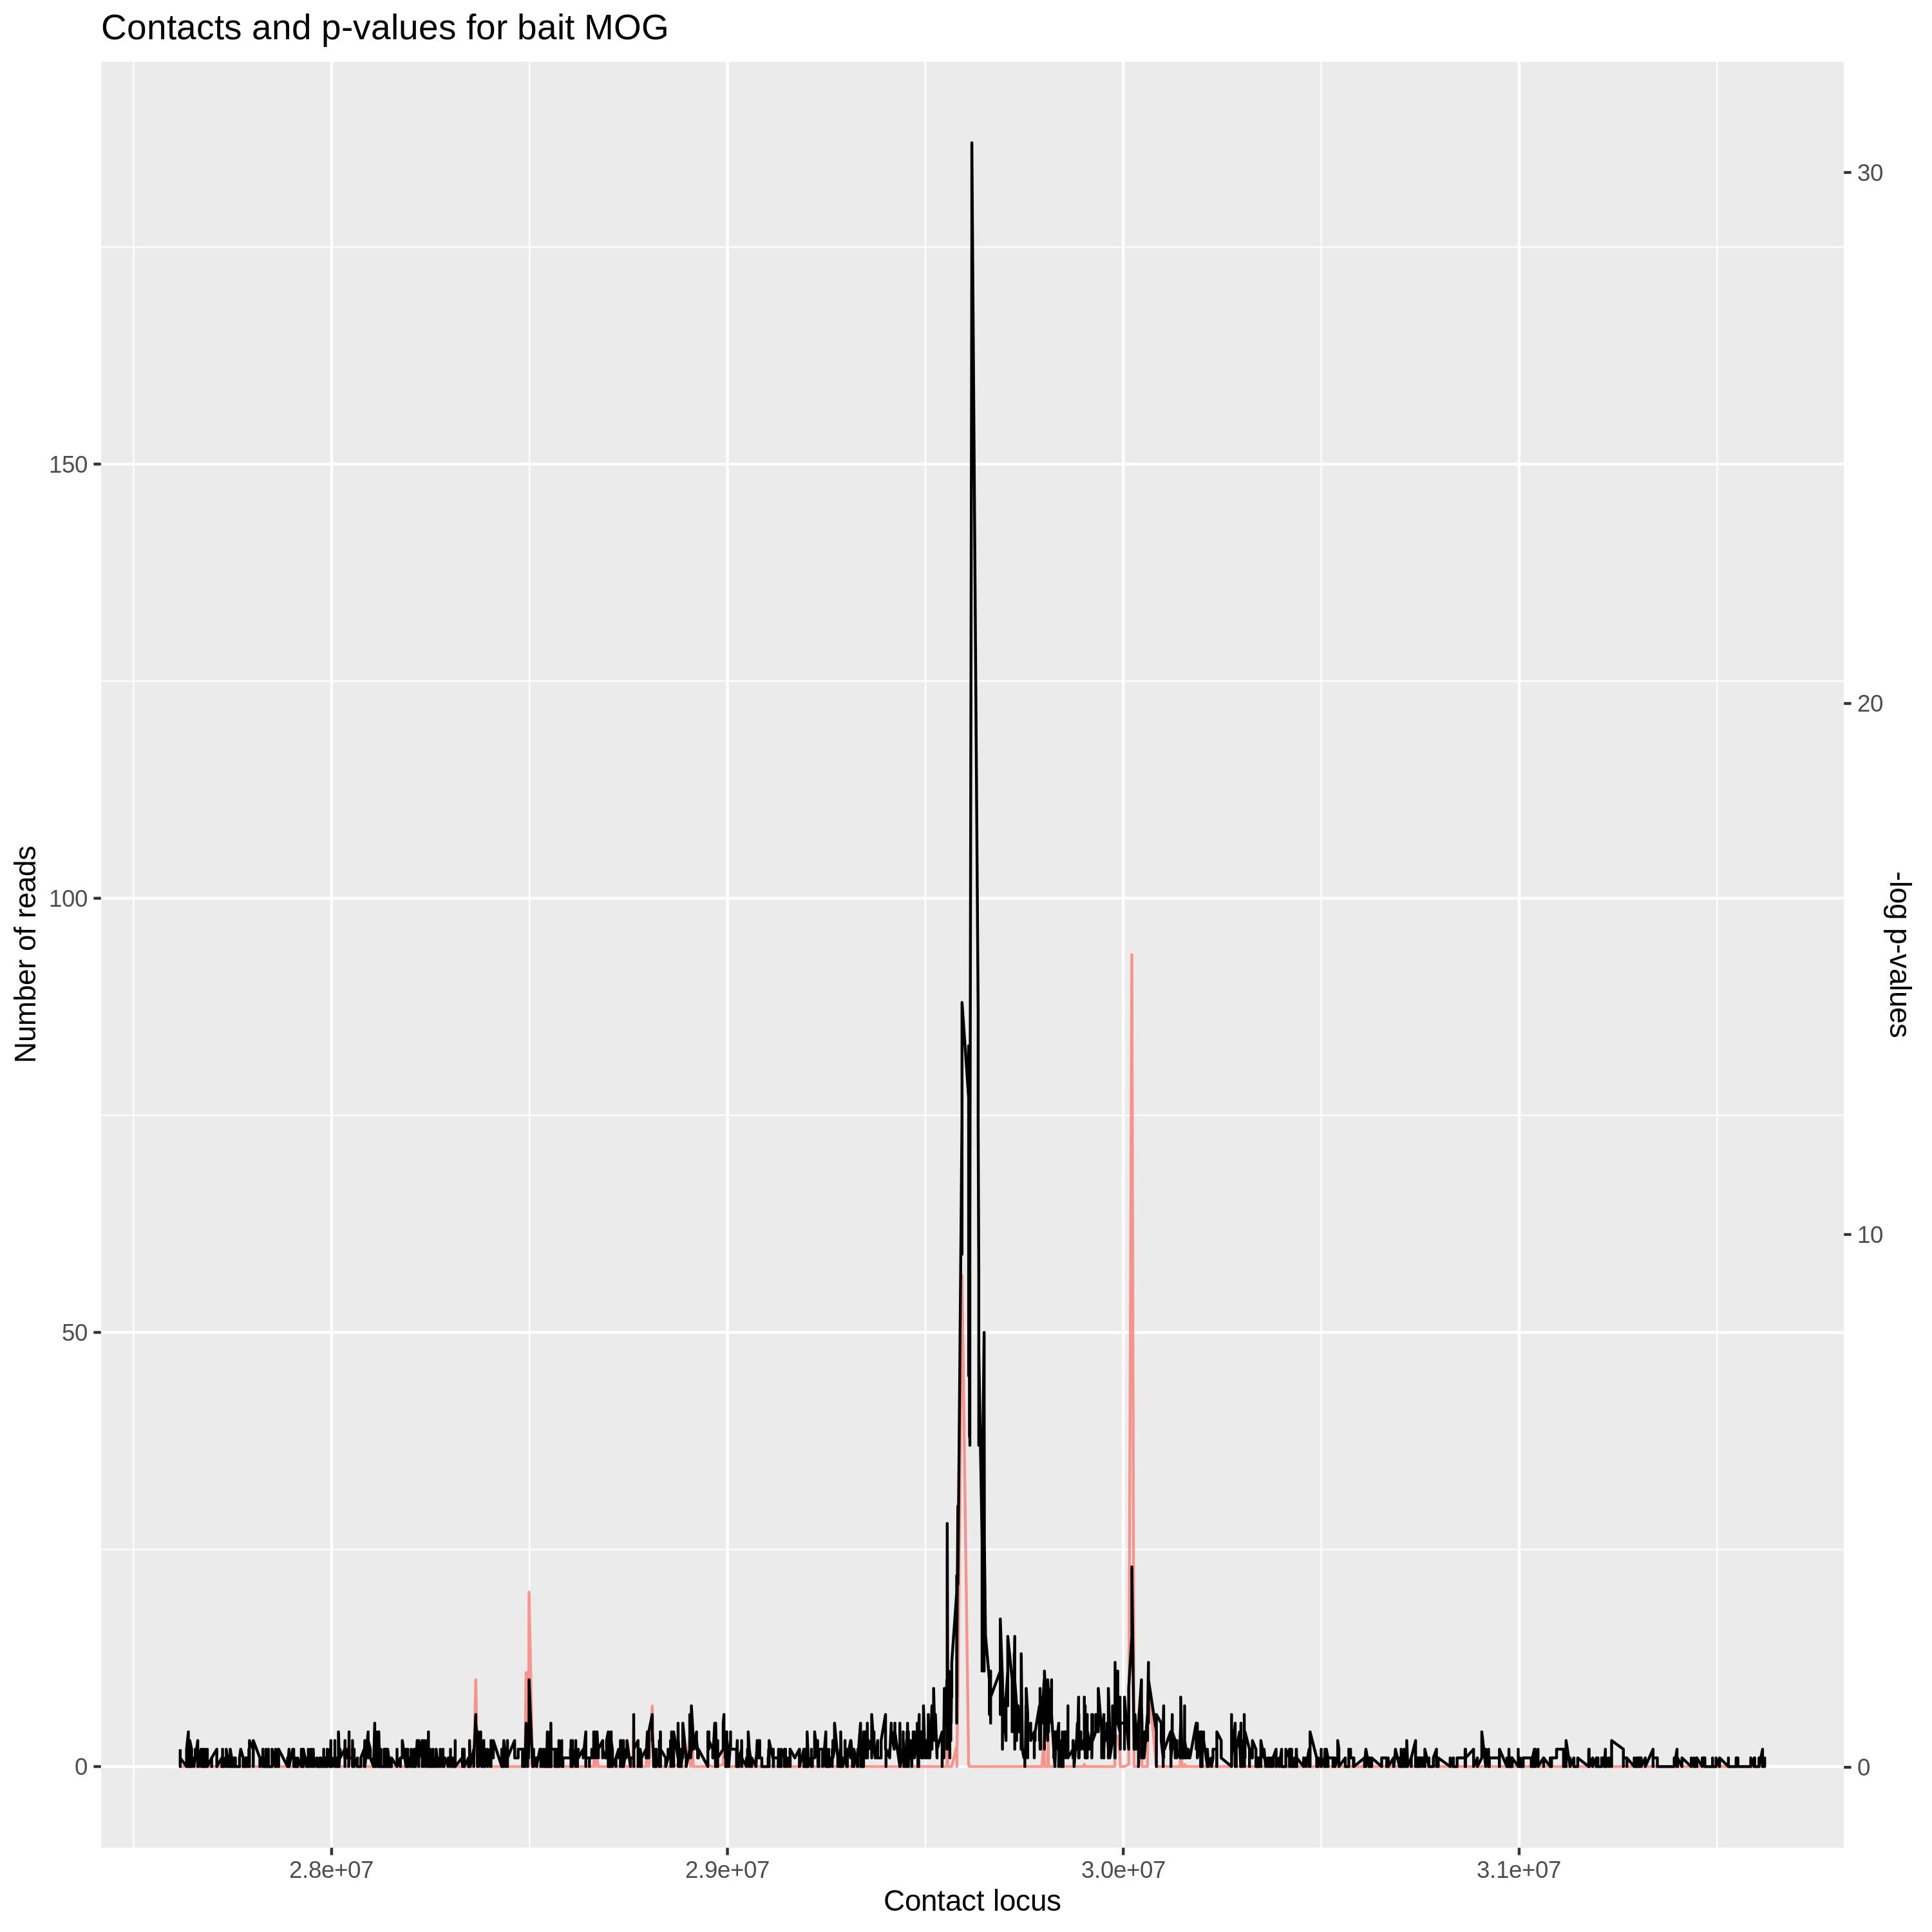 Contacts and p-values for bait MOG
30
150
20
100
Number of reads
-log p-values
10
50
0
0
2.8e+07
2.9e+07
3.0e+07
3.1e+07
Contact locus